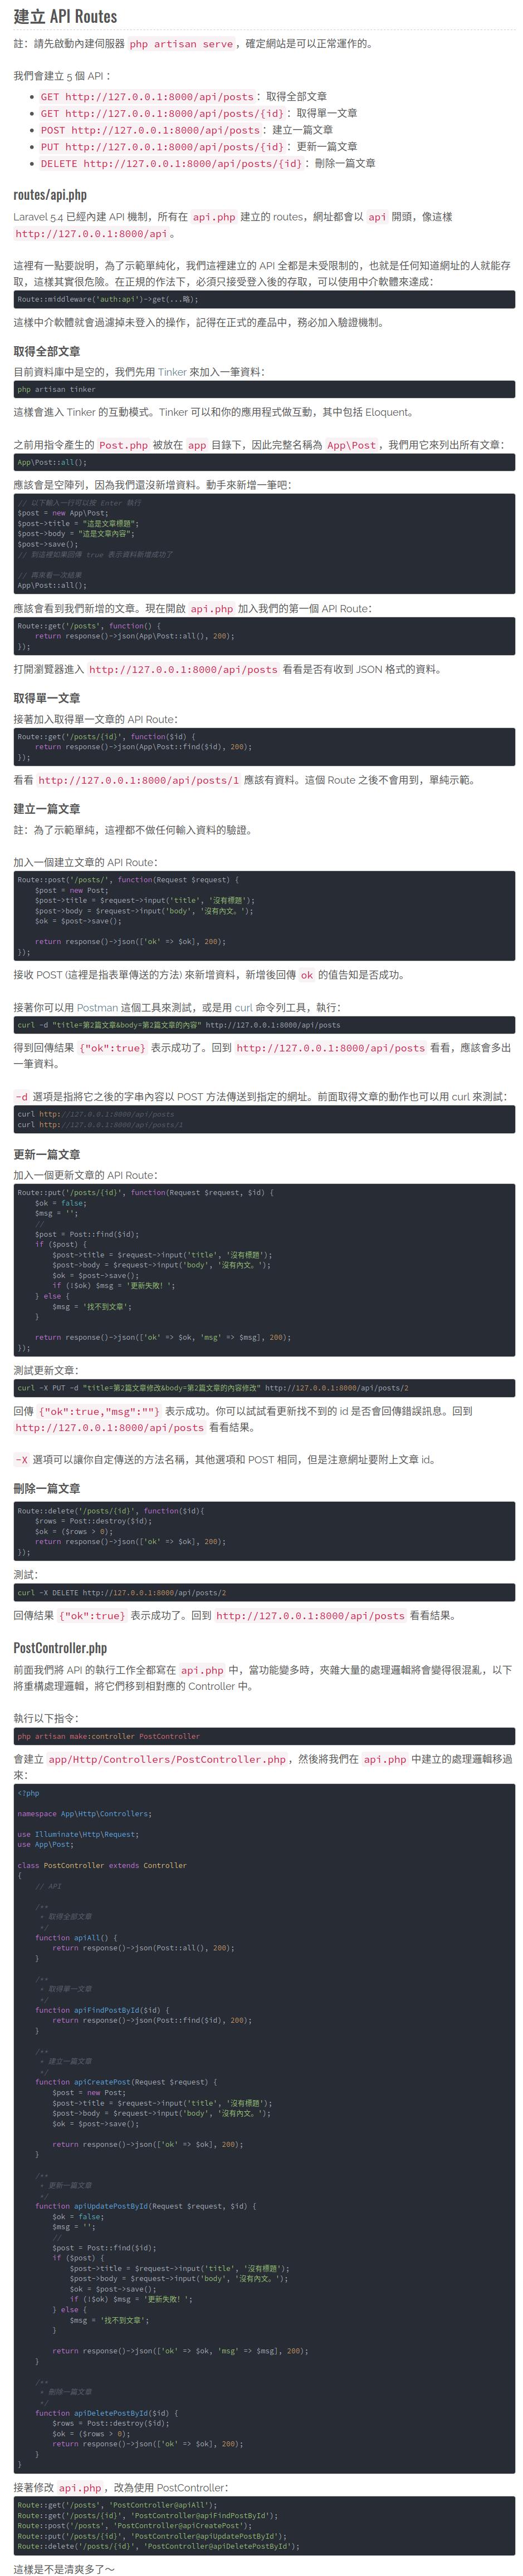 建立 API Routes
註：請先啟動內建伺服器 php artisan serve，確定網站是可以正常運作的。
我們會建立 5 個 API：
GET http://127.0.0.1:8000/api/posts：取得全部文章
GET http://127.0.0.1:8000/api/posts/{id}：取得單一文章
POST http://127.0.0.1:8000/api/posts：建立一篇文章
PUT http://127.0.0.1:8000/api/posts/{id}：更新一篇文章
DELETE http://127.0.0.1:8000/api/posts/{id}：刪除一篇文章
routes/api.php
Laravel 5.4 已經內建 API 機制，所有在 api.php 建立的 routes，網址都會以 api 開頭，像這樣
http://127.0.0.1:8000/api。
這裡有一點要說明，為了示範單純化，我們這裡建立的 API 全都是未受限制的，也就是任何知道網址的人就能存
取，這樣其實很危險。在正規的作法下，必須只接受登入後的存取，可以使用中介軟體來達成：
Route::middleware('auth:api')->get(...略);
這樣中介軟體就會過濾掉未登入的操作，記得在正式的產品中，務必加入驗證機制。
取得全部文章
目前資料庫中是空的，我們先用 Tinker 來加入一筆資料：
php artisan tinker
這樣會進入 Tinker 的互動模式。Tinker 可以和你的應用程式做互動，其中包括 Eloquent。
之前用指令產生的 Post.php 被放在 app 目錄下，因此完整名稱為 App\Post，我們用它來列出所有文章：
App\Post::all();
應該會是空陣列，因為我們還沒新增資料。動手來新增一筆吧：
// 以下輸入一行可以按 Enter 執行
$post = new App\Post;
$post->title = "這是文章標題";
$post->body = "這是文章內容";
$post->save();
// 到這裡如果回傳 true 表示資料新增成功了
// 再來看一次結果
App\Post::all();
應該會看到我們新增的文章。現在開啟 api.php 加入我們的第一個 API Route：
Route::get('/posts', function() {
    return response()->json(App\Post::all(), 200);
});
打開瀏覽器進入 http://127.0.0.1:8000/api/posts 看看是否有收到 JSON 格式的資料。
取得單一文章
接著加入取得單一文章的 API Route：
Route::get('/posts/{id}', function($id) {
    return response()->json(App\Post::find($id), 200);
});
看看 http://127.0.0.1:8000/api/posts/1 應該有資料。這個 Route 之後不會用到，單純示範。
建立一篇文章
註：為了示範單純，這裡都不做任何輸入資料的驗證。
加入一個建立文章的 API Route：
Route::post('/posts/', function(Request $request) {
    $post = new Post;
    $post->title = $request->input('title', '沒有標題');
    $post->body = $request->input('body', '沒有內文。');
    $ok = $post->save();
    return response()->json(['ok' => $ok], 200);
});
接收 POST (這裡是指表單傳送的方法) 來新增資料，新增後回傳 ok 的值告知是否成功。
接著你可以用 Postman 這個工具來測試，或是用 curl 命令列工具，執行：
curl -d "title=第2篇文章&body=第2篇文章的內容" http://127.0.0.1:8000/api/posts
得到回傳結果 {"ok":true} 表示成功了。回到 http://127.0.0.1:8000/api/posts 看看，應該會多出
一筆資料。
-d 選項是指將它之後的字串內容以 POST 方法傳送到指定的網址。前面取得文章的動作也可以用 curl 來測試：
curl http://127.0.0.1:8000/api/posts
curl http://127.0.0.1:8000/api/posts/1
更新一篇文章
加入一個更新文章的 API Route：
Route::put('/posts/{id}', function(Request $request, $id) {
    $ok = false;
    $msg = '';
    //
    $post = Post::find($id);
    if ($post) {
        $post->title = $request->input('title', '沒有標題');
        $post->body = $request->input('body', '沒有內文。');
        $ok = $post->save();
        if (!$ok) $msg = '更新失敗！';
    } else {
        $msg = '找不到文章';
    }
    return response()->json(['ok' => $ok, 'msg' => $msg], 200);
});
測試更新文章：
curl -X PUT -d "title=第2篇文章修改&body=第2篇文章的內容修改" http://127.0.0.1:8000/api/posts/2
回傳 {"ok":true,"msg":""} 表示成功。你可以試試看更新找不到的 id 是否會回傳錯誤訊息。回到
http://127.0.0.1:8000/api/posts 看看結果。
-X 選項可以讓你自定傳送的方法名稱，其他選項和 POST 相同，但是注意網址要附上文章 id。
刪除一篇文章
Route::delete('/posts/{id}', function($id){
    $rows = Post::destroy($id);
    $ok = ($rows > 0);
    return response()->json(['ok' => $ok], 200);
});
測試：
curl -X DELETE http://127.0.0.1:8000/api/posts/2
回傳結果 {"ok":true} 表示成功了。回到 http://127.0.0.1:8000/api/posts 看看結果。
PostController.php
前面我們將 API 的執行工作全都寫在 api.php 中，當功能變多時，夾雜大量的處理邏輯將會變得很混亂，以下
將重構處理邏輯，將它們移到相對應的 Controller 中。
執行以下指令：
php artisan make:controller PostController
會建立 app/Http/Controllers/PostController.php，然後將我們在 api.php 中建立的處理邏輯移過
來：
<?php
namespace App\Http\Controllers;
use Illuminate\Http\Request;
use App\Post;
class PostController extends Controller
{
    // API
    /**
     * 取得全部文章
     */
    function apiAll() {
        return response()->json(Post::all(), 200);
    }
    /**
     * 取得單一文章
     */
    function apiFindPostById($id) {
        return response()->json(Post::find($id), 200);
    }
    /**
     * 建立一篇文章
     */
    function apiCreatePost(Request $request) {
        $post = new Post;
        $post->title = $request->input('title', '沒有標題');
        $post->body = $request->input('body', '沒有內文。');
        $ok = $post->save();
        return response()->json(['ok' => $ok], 200);
    }
    /**
     * 更新一篇文章
     */
    function apiUpdatePostById(Request $request, $id) {
        $ok = false;
        $msg = '';
        //
        $post = Post::find($id);
        if ($post) {
            $post->title = $request->input('title', '沒有標題');
            $post->body = $request->input('body', '沒有內文。');
            $ok = $post->save();
            if (!$ok) $msg = '更新失敗！';
        } else {
            $msg = '找不到文章';
        }
        return response()->json(['ok' => $ok, 'msg' => $msg], 200);
    }
    /**
     * 刪除一篇文章
     */
    function apiDeletePostById($id) {
        $rows = Post::destroy($id);
        $ok = ($rows > 0);
        return response()->json(['ok' => $ok], 200);
    }
}
接著修改 api.php，改為使用 PostController：
Route::get('/posts', 'PostController@apiAll');
Route::get('/posts/{id}', 'PostController@apiFindPostById');
Route::post('/posts', 'PostController@apiCreatePost');
Route::put('/posts/{id}', 'PostController@apiUpdatePostById');
Route::delete('/posts/{id}', 'PostController@apiDeletePostById');
這樣是不是清爽多了～